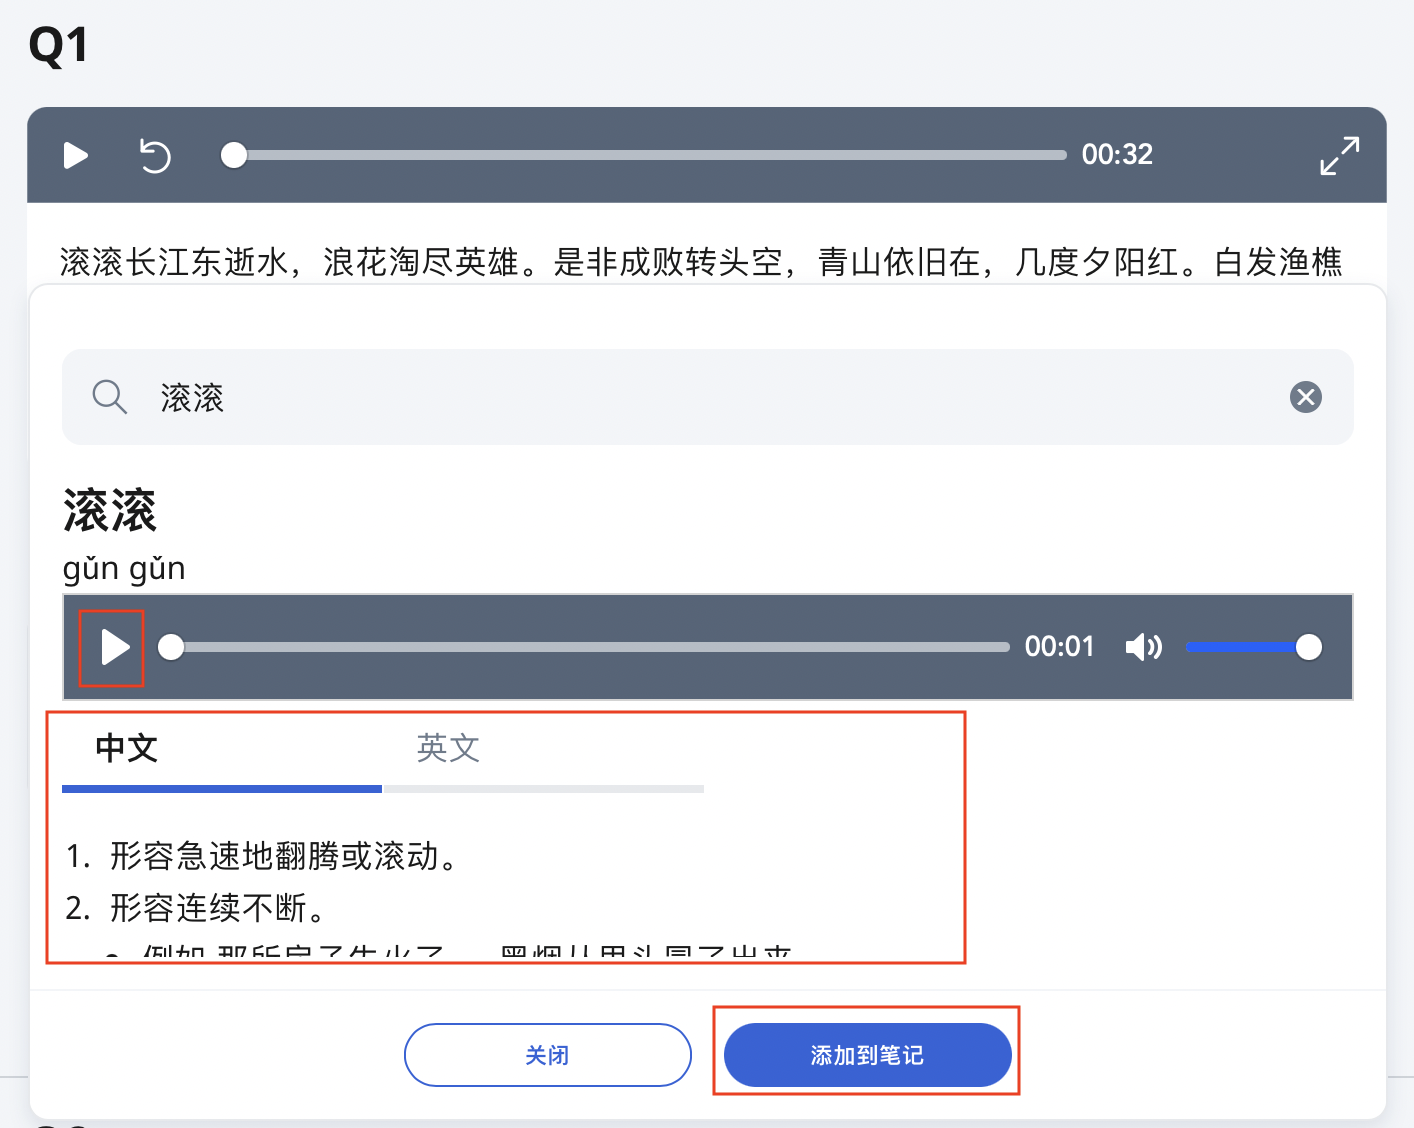 Q1
00:32
滚滚长江东逝水，浪花淘尽英雄。是非成败转头空，青山依旧在，几度夕阳红。白发渔樵
滚滚
滚滚
gǔn gǔn
00:01
中文 英文
1. 形容急速地翻腾或滚动。
2. 形容连续不断。
关闭 添加到笔记